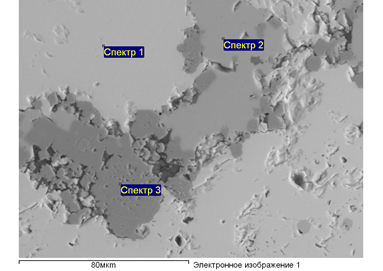 Спектр 1
Спектр 2
Спектр 3
80мкm Электронное изображение 1